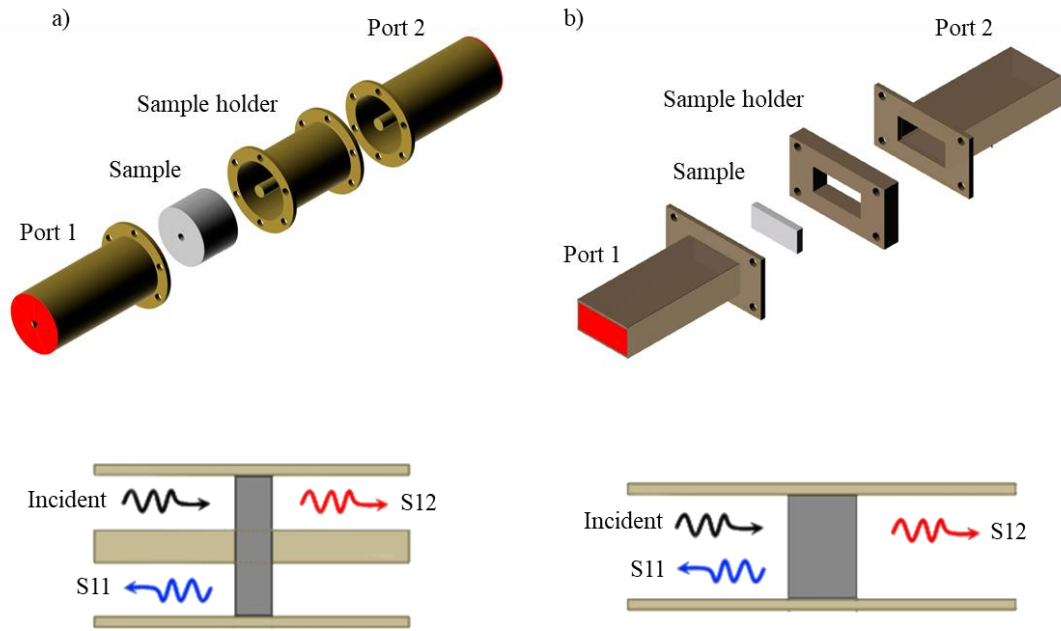 a)
Port 2
Sample holder
Sample
Port 1
Incident
S12
S11
b)
Port 2
Sample holder
Sample
Port 1
Incident
S12
S11